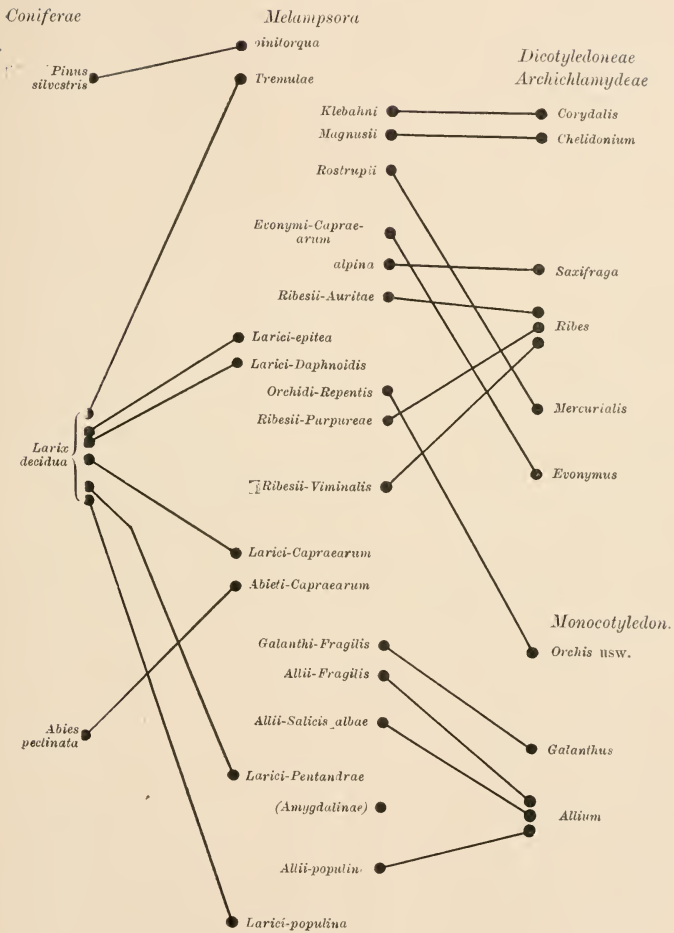 Coniferae
Melampsora
Dicotyledoneae
Archichlamydeae
pinitorqua
Pinus
silvestris
Tremulae
Klebahni
Corydalis
Magnusii
Chelidonium
Rostrupii
Evonymi-Caprae-
arum
alpina
Saxifraga
Ribesii-Auritae
Ribes
Larici-epitea
Larici-Daphnoidis
Orchidi-Repentis
Mercurialis
Ribesii-Purpureae
Larix
decidua
Evonymus
Ribesii-Viminalis
Larici-Capraearum
Abieti-Capraearum
Monocotyledon.
Galanthi-Fragilis
Orchis usw.
Allii-Fragilis
Allii-Salicis albae
Abies
pectinata
Galanthus
Larici-Pentandrae
(Amygdalinae)
Allium
Allii-populin
Larici-populina